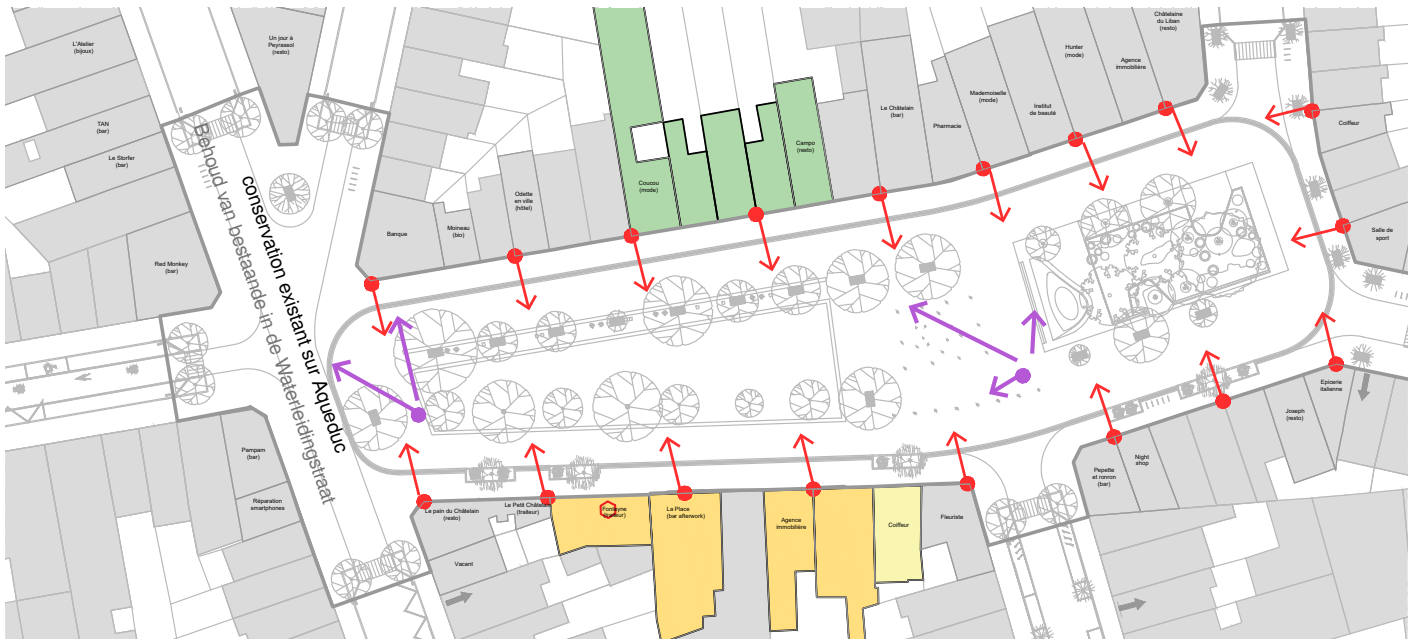 L'Atelier
(bijoux)
Un jour à
Peyrassol
(resto)
TAN
(bar)
Le Storfer
(bar)
Red Monkey
(bar)
Behoud van bestaande in de Waterleidingstraat
conservation existant sur Aqueduc
Banque
Moineau
(bio)
Odette
en ville
(hôtel)
Coucou
(mode)
Campo
(resto)
Le Châtelain
(bar)
Pharmacie
Mademoiselle
(mode)
Institut
de beauté
Hunter
(mode)
Agence
immobilière
Châtelaine
du Liban
(resto)
Coiffeur
Salle de
sport
Epicerie
italienne
Joseph
(resto)
Night
shop
Pepette
et ronron
(bar)
Fleuriste
Coiffeur
Agence
immobilière
La Place
(bar afterwork)
Fonteyne
(traiteur)
Le Petit Châtelain
(traiteur)
Le pain du Châtelain
(resto)
Vacant
Pampam
(bar)
Réparation
smartphones